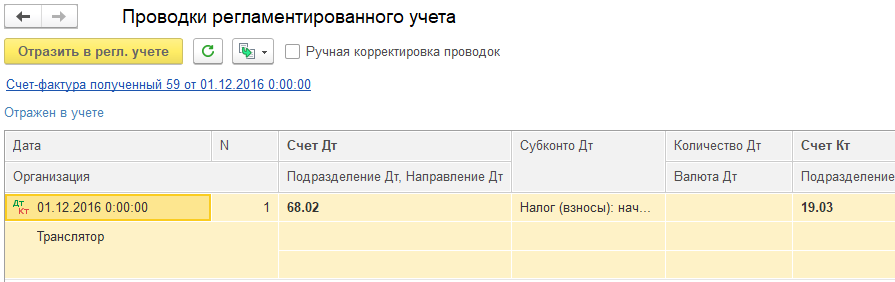 Проводки регламентированного учета
Отразить в регл. учете Ручная корректировка проводок
Счет-фактура полученный 59 от 01.12.2016 0:00:00
Отражен в учете
Дата N Счет Дт Субконто Дт Количество Дт Счет Кт
Организация Подразделение Дт, Направление Дт Валюта Дт Подразделение
Дт Кт 01.12.2016 0:00:00 1 68.02 Налог (взносы): нач... 19.03
Транслятор